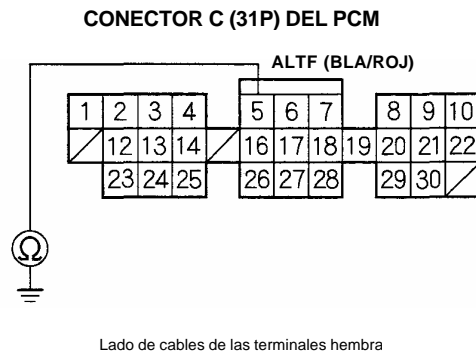 CONECTOR C (31P) DEL PCM
ALTF (BLA/ROJ)
1 2 3 4 5 6 7 8 9 10
12 13 14 16 17 18 19 20 21 22
23 24 25 26 27 28 29 30
Ω
Lado de cables de las terminales hembra